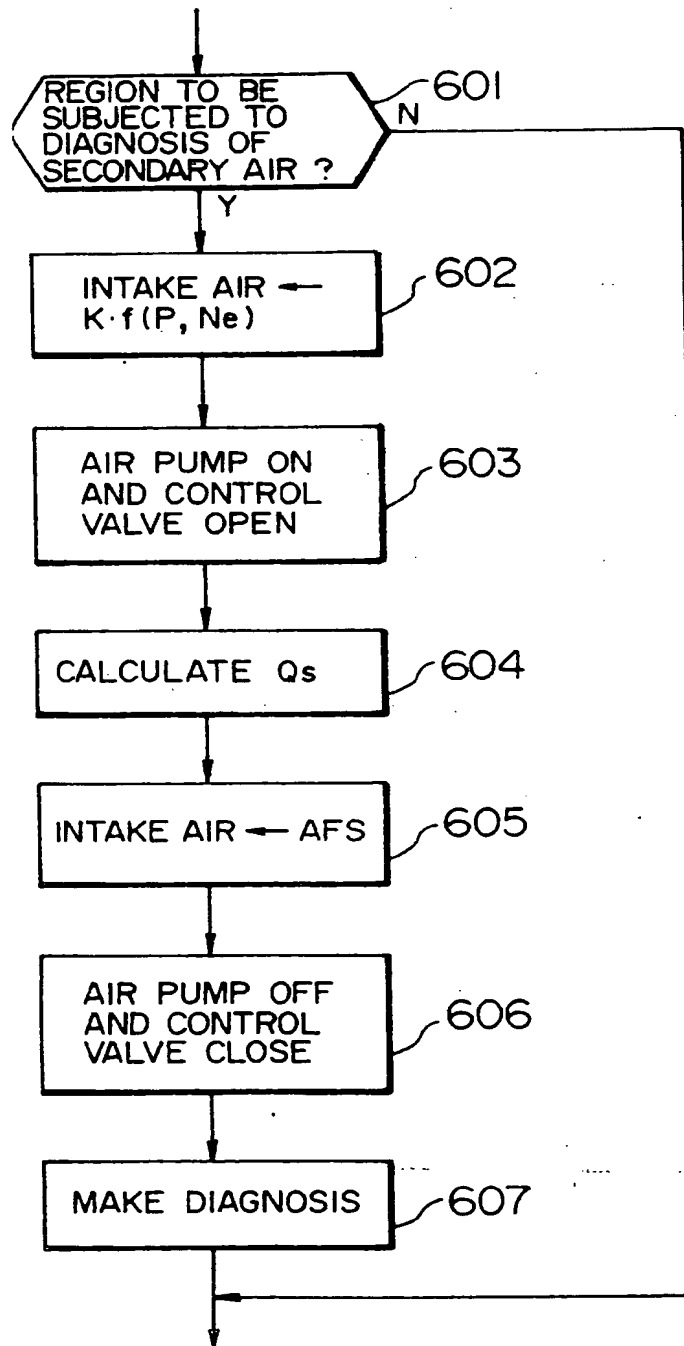 REGION TO BE
SUBJECTED TO
DIAGNOSIS OF
SECONDARY AIR ?
601
N
Y
INTAKE AIR ←
K·f(P, Ne)
602
AIR PUMP ON
AND CONTROL
VALVE OPEN
603
CALCULATE Qs
604
INTAKE AIR ← AFS
605
AIR PUMP OFF
AND CONTROL
VALVE CLOSE
606
MAKE DIAGNOSIS
607